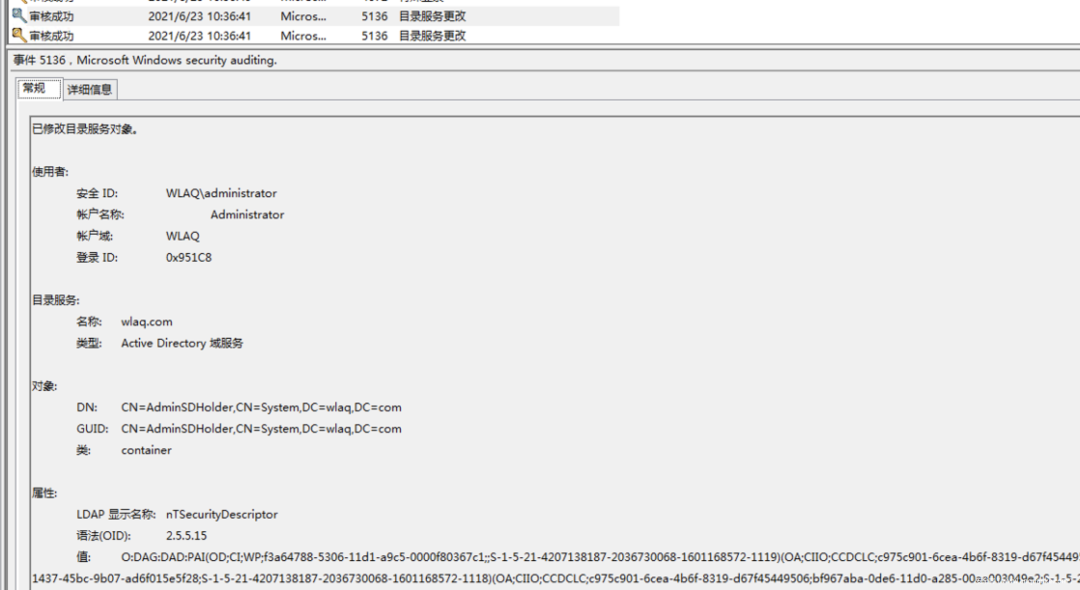 审核成功 2021/6/23 10:36:41 Micros... 5136 目录服务更改
审核成功 2021/6/23 10:36:41 Micros... 5136 目录服务更改
事件 5136，Microsoft Windows security auditing.
常规 详细信息
已修改目录服务对象。
使用者:
安全 ID: WLAQ\administrator
帐户名称: Administrator
帐户域: WLAQ
登录 ID: 0x951C8
目录服务:
名称: wlaq.com
类型: Active Directory 域服务
对象:
DN: CN=AdminSDHolder,CN=System,DC=wlaq,DC=com
GUID: CN=AdminSDHolder,CN=System,DC=wlaq,DC=com
类: container
属性:
LDAP 显示名称: nTSecurityDescriptor
语法(OID): 2.5.5.15
值: O:DAG:DAD:PAI(OD;CI;WP;f3a64788-5306-11d1-a9c5-0000f80367c1;;S-1-5-21-4207138187-2036730068-1601168572-1119)(OA;CIIO;CCDCLC;c975c901-6cea-4b6f-8319-d67f45449
1437-45bc-9b07-ad6f015e5f28;S-1-5-21-4207138187-2036730068-1601168572-1118)(OA;CIIO;CCDCLC;c975c901-6cea-4b6f-8319-d67f45449506;bf967aba-0de6-11d0-a285-00aa003049e2;S-1-5-2